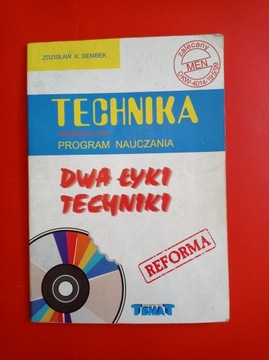 ZDZISŁAW K. DEMBEK
zalecany
MEN
TECHNIKA
PROGRAM NAUCZANIA
DWA ŁYKI
TECHNIKI
REFORMA
TEMAT